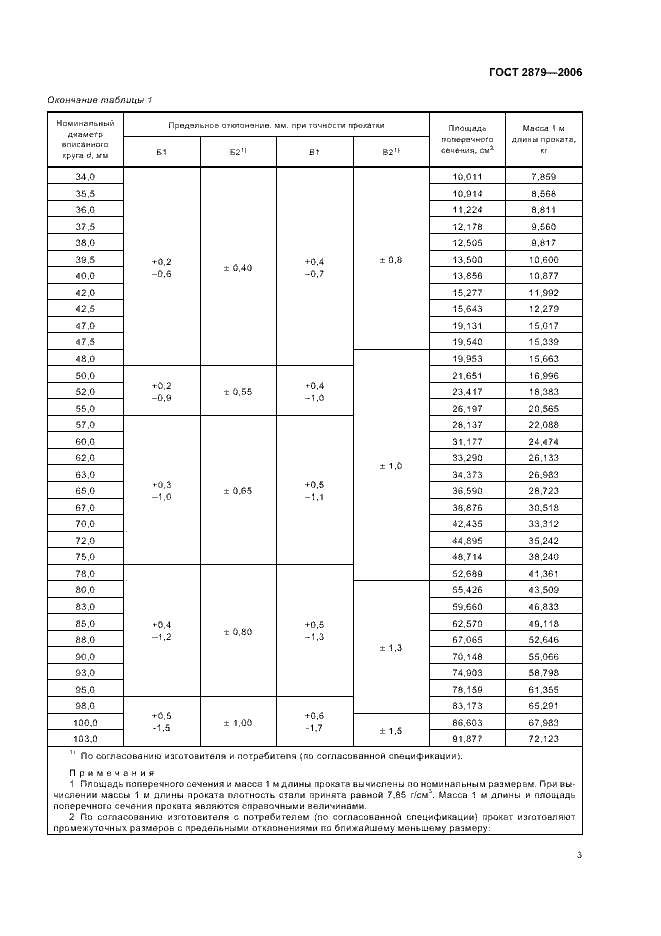 ГОСТ 2879—2006
Окончание таблицы 1
Номинальный диаметр вписанного круга d, мм
Предельное отклонение, мм, при точности прокатки
Площадь поперечного сечения, см2
Масса 1 м длины проката, кг
Б1 Б21) В1 В21)
34,0 10,011 7,859
35,5 10,914 8,568
36,0 11,224 8,811
37,5 12,178 9,560
38,0 12,505 9,817
39,5 +0,2 –0,6 ± 0,40 +0,4 –0,7 ± 0,8 13,500 10,600
40,0 13,856 10,877
42,0 15,277 11,992
42,5 15,643 12,279
47,0 19,131 15,017
47,5 19,540 15,339
48,0 19,953 15,663
50,0 21,651 16,996
52,0 +0,2 –0,9 ± 0,55 +0,4 –1,0 23,417 18,383
55,0 26,197 20,565
57,0 28,137 22,088
60,0 31,177 24,474
62,0 ± 1,0 33,290 26,133
63,0 34,373 26,983
65,0 +0,3 –1,0 ± 0,65 +0,5 –1,1 36,590 28,723
67,0 38,876 30,518
70,0 42,435 33,312
72,0 44,895 35,242
75,0 48,714 38,240
78,0 52,689 41,361
80,0 55,426 43,509
83,0 59,660 46,833
85,0 +0,4 –1,2 ± 0,80 +0,5 –1,3 62,570 49,118
88,0 ± 1,3 67,065 52,646
90,0 70,148 55,066
93,0 74,903 58,798
95,0 78,159 61,355
98,0 83,173 65,291
100,0 +0,5 -1,5 ± 1,00 +0,6 –1,7 ± 1,5 86,603 67,983
103,0 91,877 72,123
1) По согласованию изготовителя и потребителя (по согласованной спецификации).
Примечания
1 Площадь поперечного сечения и масса 1 м длины проката вычислены по номинальным размерам. При вы-
числении массы 1 м длины проката плотность стали принята равной 7,85 г/см3. Масса 1 м длины и площадь
поперечного сечения проката являются справочными величинами.
2 По согласованию изготовителя с потребителем (по согласованной спецификации) прокат изготовляют
промежуточных размеров с предельными отклонениями по ближайшему меньшему размеру:
3